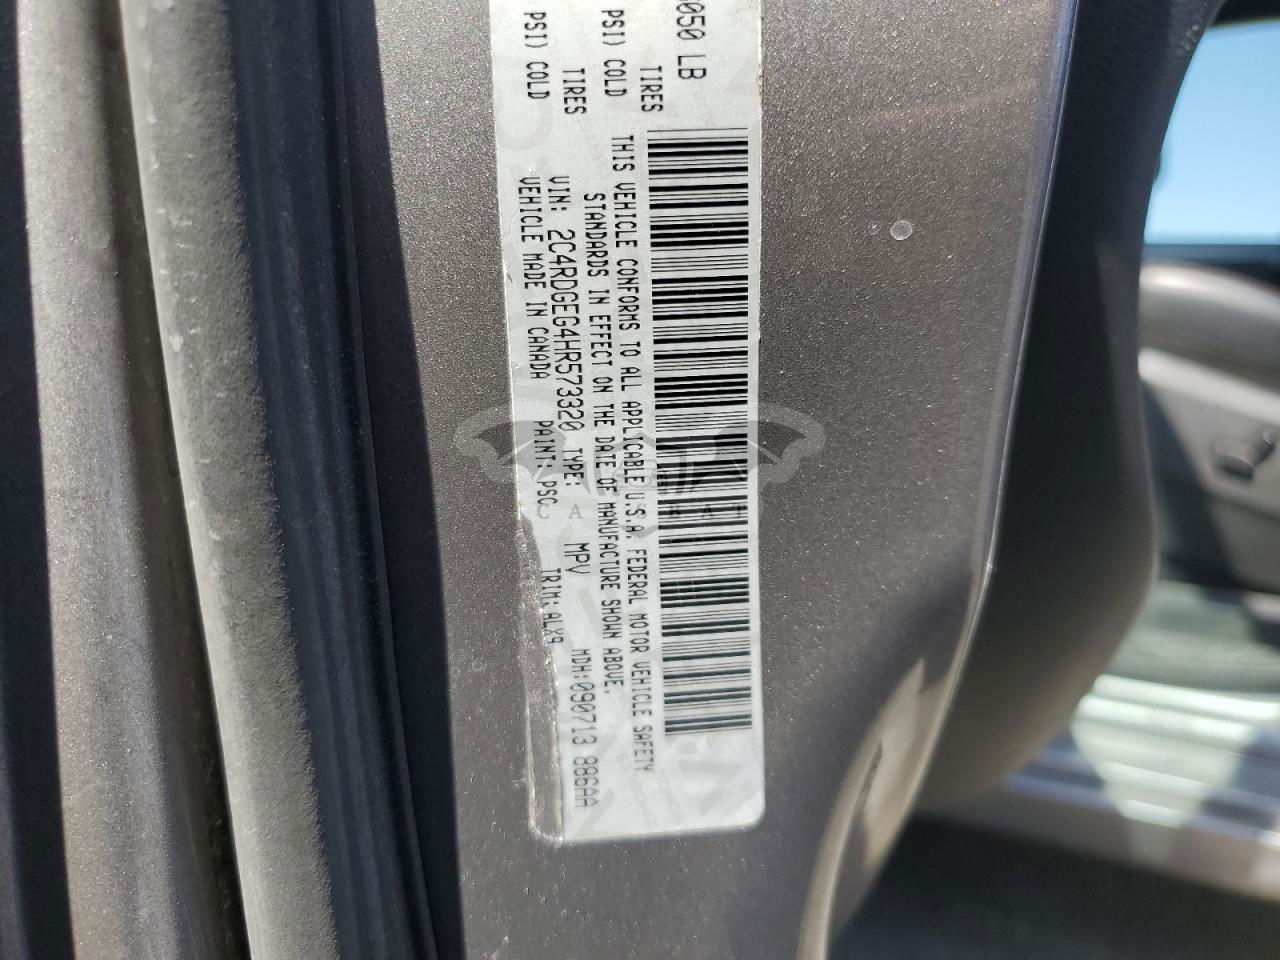 050 LB
TIRES
PSI) COLD
TIRES
PSI) COLD
THIS VEHICLE CONFORMS TO ALL APPLICABLE U.S.A. FEDERAL MOTOR VEHICLE SAFETY
STANDARDS IN EFFECT ON THE DATE OF MANUFACTURE SHOWN ABOVE.
VIN: 2C4RDGEG4HR573320 TYPE: MPV MDH:090713 886AA
VEHICLE MADE IN CANADA PAINT: PSC TRIM: ALX9